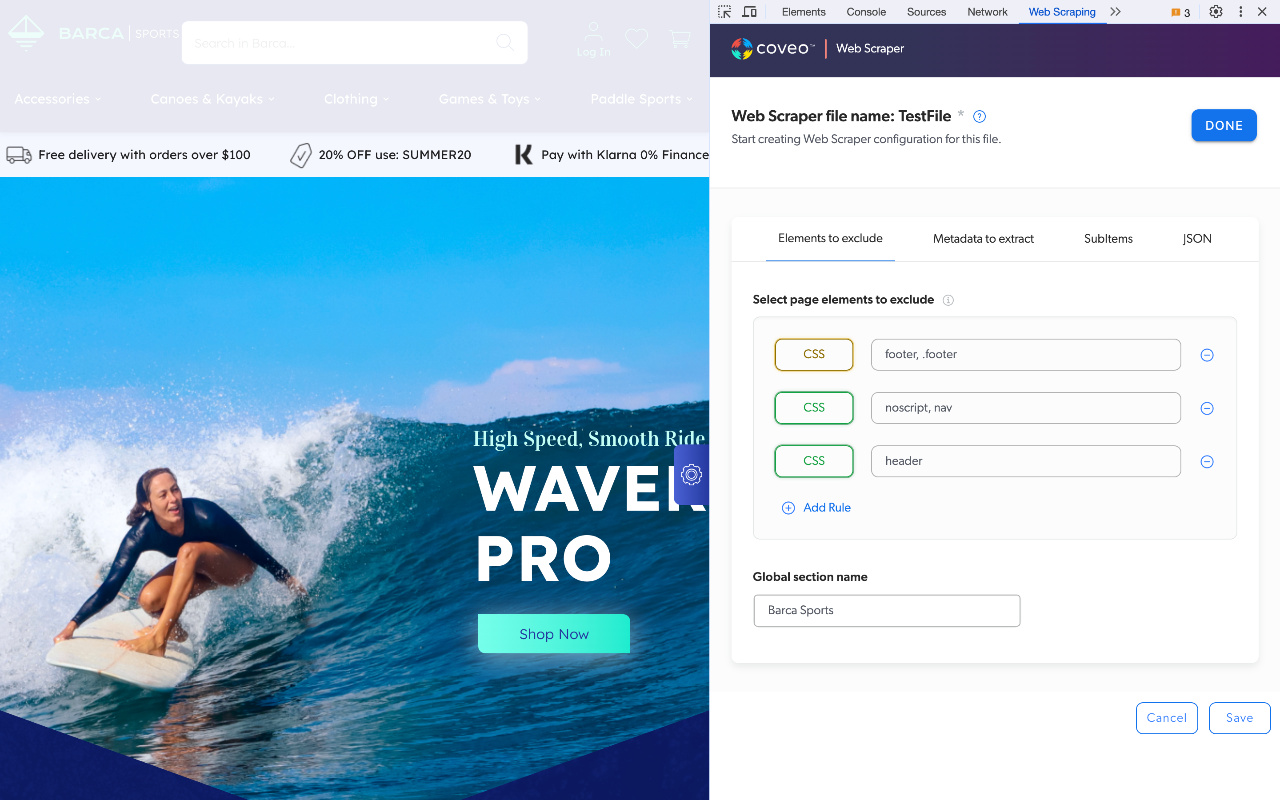 BARCA SPORTS
Search in Barca...
Log In
Accessories
Canoes & Kayaks
Clothing
Games & Toys
Paddle Sports
Free delivery with orders over $100
20% OFF use: SUMMER20
Pay with Klarna 0% Finance
High Speed, Smooth Ride
WAVER
PRO
Shop Now
Elements
Console
Sources
Network
Web Scraping
3
coveo™
Web Scraper
Web Scraper file name: TestFile *
Start creating Web Scraper configuration for this file.
DONE
Elements to exclude
Metadata to extract
SubItems
JSON
Select page elements to exclude
CSS
footer, .footer
CSS
noscript, nav
CSS
header
Add Rule
Global section name
Barca Sports
Cancel
Save